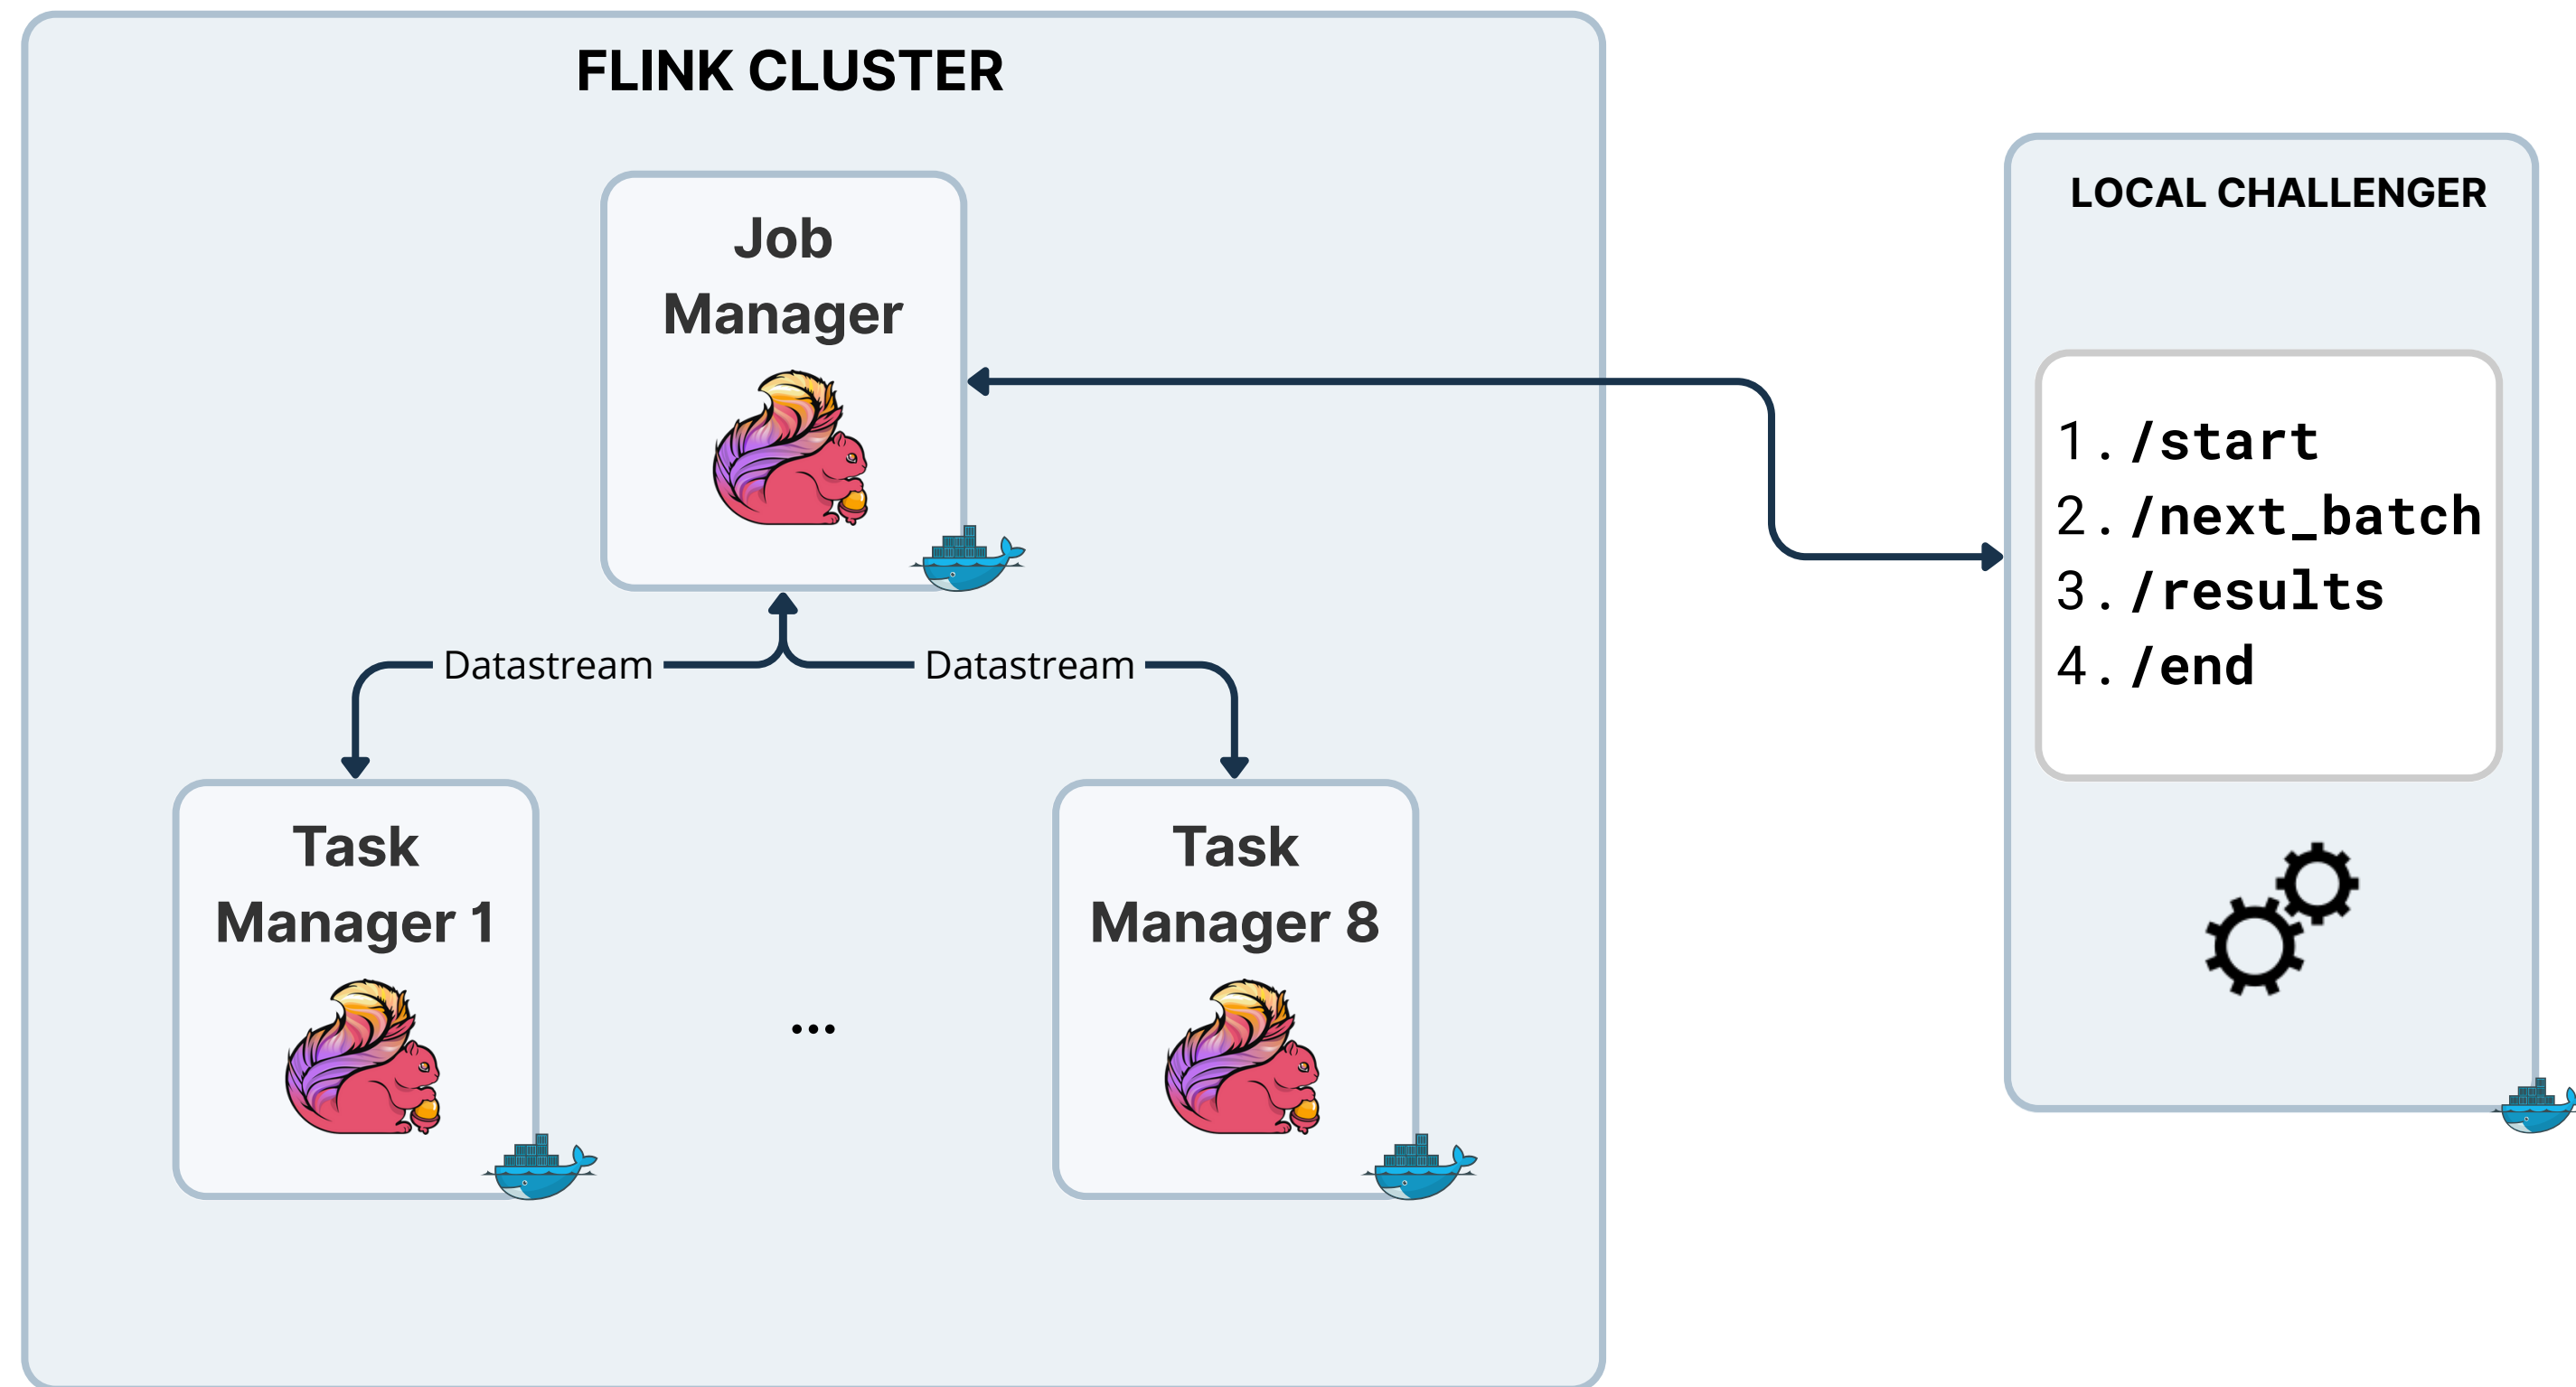 FLINK CLUSTER
Job
Manager
Datastream
Datastream
Task
Manager 1
...
Task
Manager 8
LOCAL CHALLENGER
1. /start
2. /next_batch
3. /results
4. /end